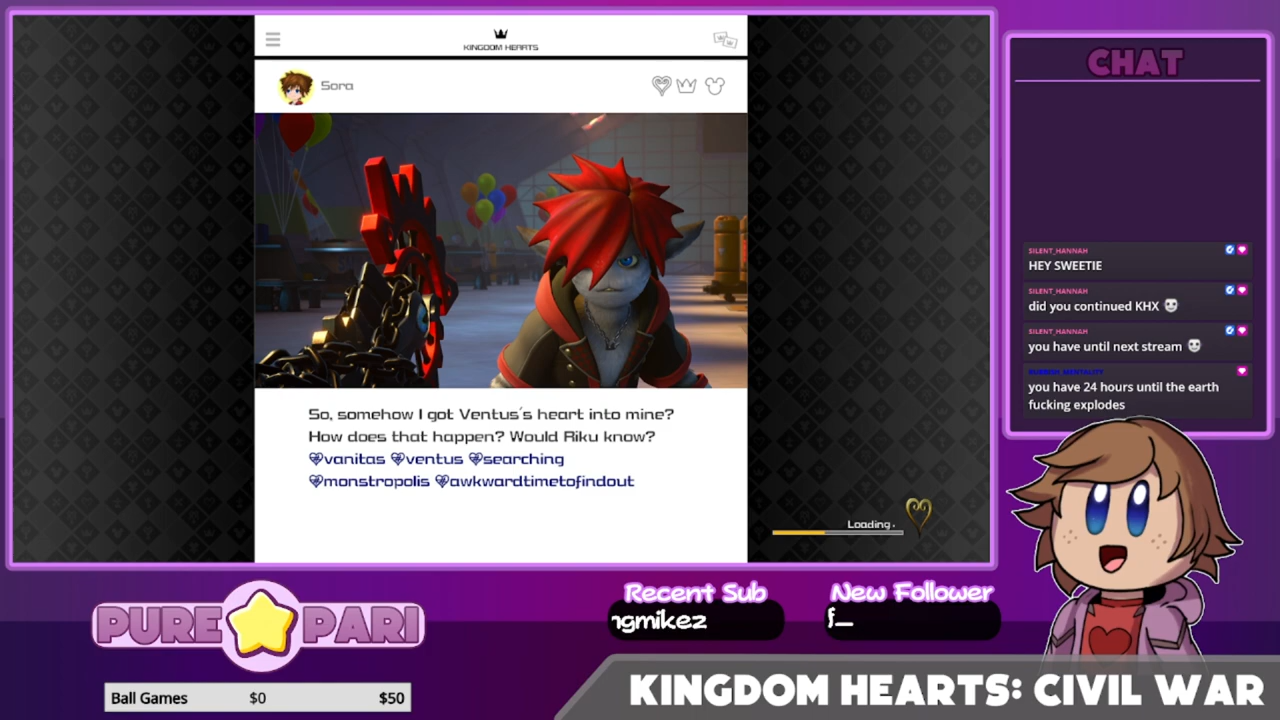 KINGDOM HEARTS
Sora
So, somehow I got Ventus's heart into mine?
How does that happen? Would Riku know?
vanitas ventus searching
monstropolis awkwardtimetofindout
Loading.
CHAT
SILENT_HANNAH
HEY SWEETIE
SILENT_HANNAH
did you continued KHX
SILENT_HANNAH
you have until next stream
you have 24 hours until the earth
fucking explodes
PURE PARI
Ball Games $0 $50
Recent Sub
ngmikez
New Follower
f_
KINGDOM HEARTS: CIVIL WAR